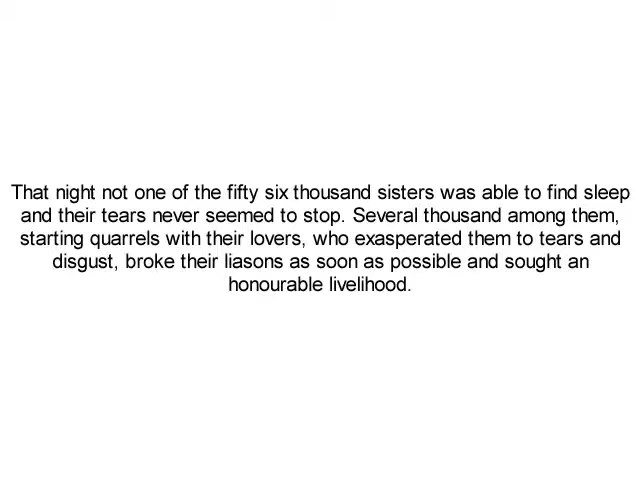 That night not one of the fifty six thousand sisters was able to find sleep
and their tears never seemed to stop. Several thousand among them,
starting quarrels with their lovers, who exasperated them to tears and
disgust, broke their liasons as soon as possible and sought an
honourable livelihood.